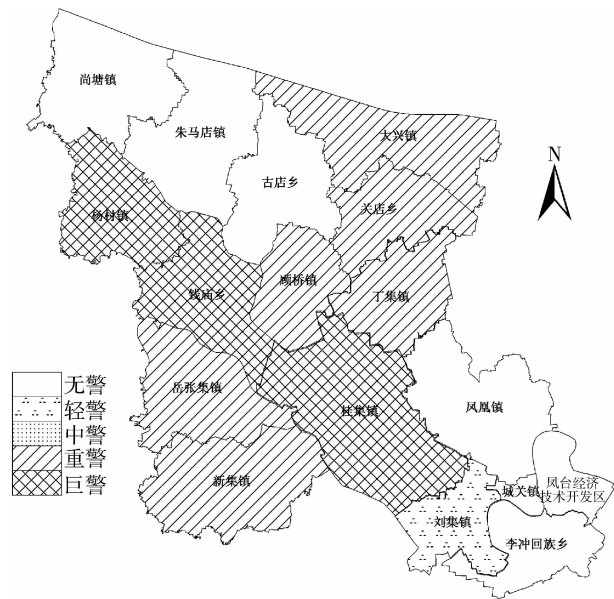 尚塘镇
朱马店镇
大兴镇
古店乡
N
杨村镇
关店乡
钱庙乡
顾桥镇
丁集镇
岳张集镇
桂集镇
凤凰镇
新集镇
城关镇
凤台经济
技术开发区
刘集镇
李冲回族乡
无警
轻警
中警
重警
巨警